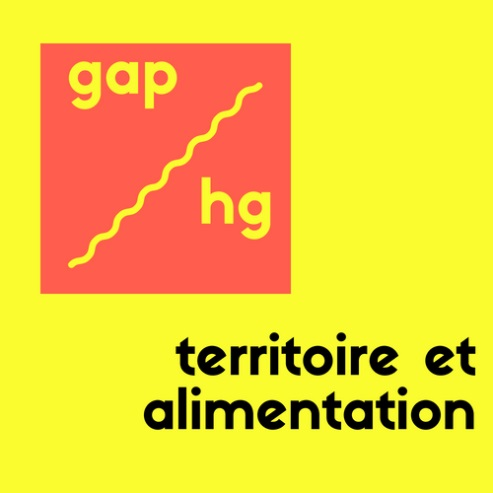 gap
hg
territoire et
alimentation